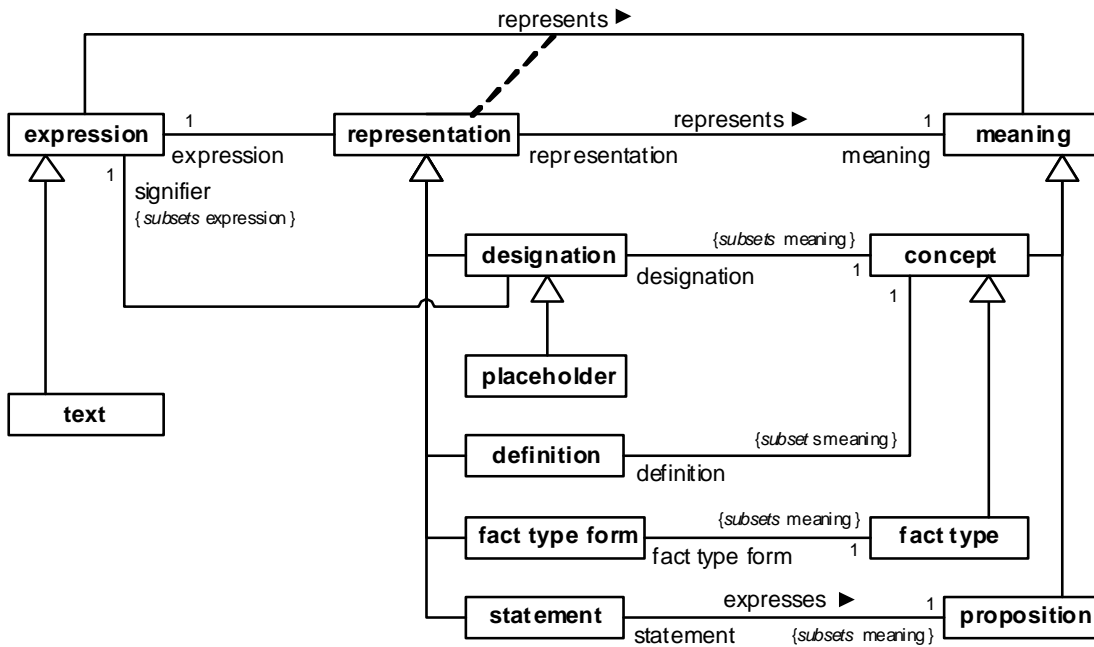 represents ►
expression
1
representation
represents ►
1
meaning
expression
representation
meaning
1
signifier
{subsets expression}
designation
{subsets meaning}
concept
designation
1
1
placeholder
text
definition
{subset smeaning}
definition
fact type form
{subsets meaning}
fact type
fact type form
1
statement
expresses ►
1
proposition
statement
{subsets meaning}